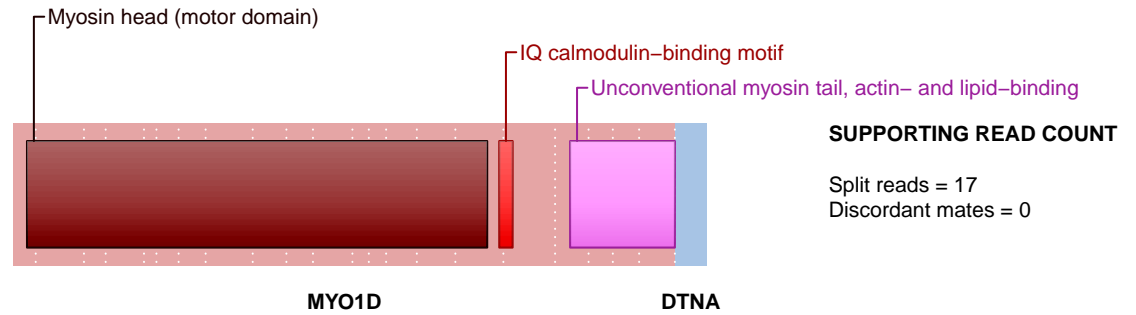 Myosin head (motor domain)
IQ calmodulin−binding motif
Unconventional myosin tail, actin− and lipid−binding
SUPPORTING READ COUNT
Split reads = 17
Discordant mates = 0
MYO1D
DTNA